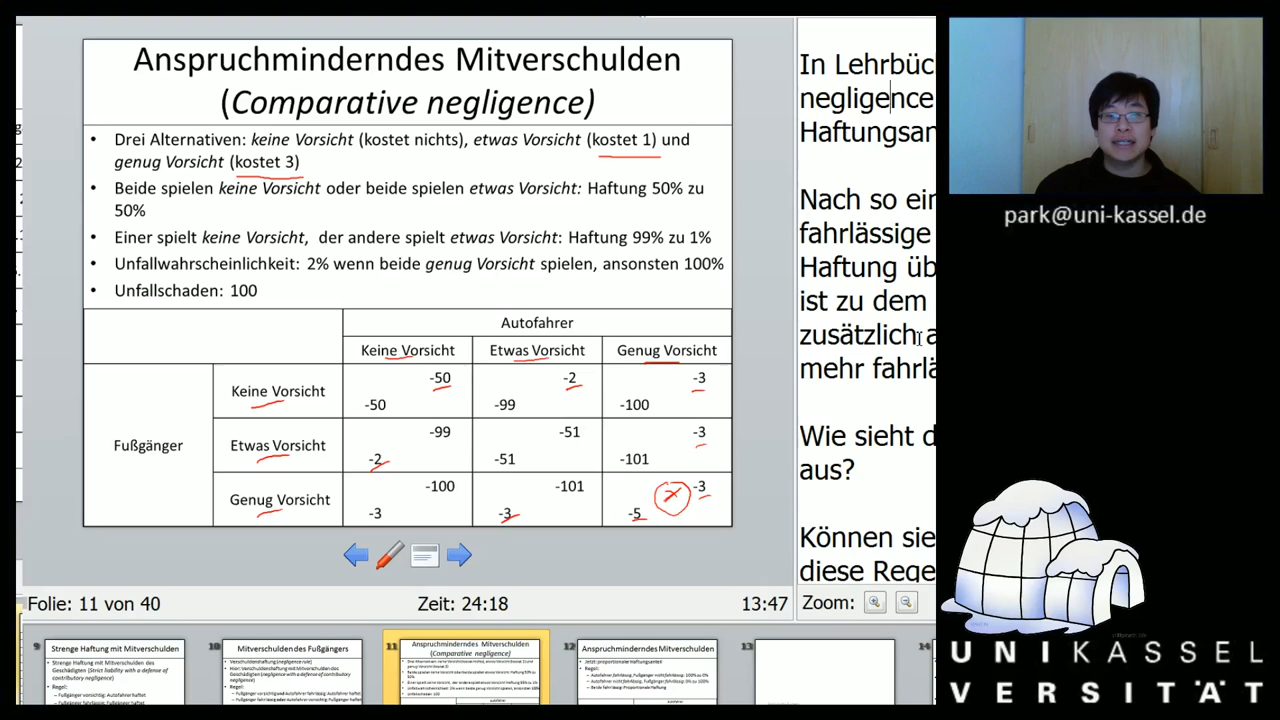 Anspruchminderndes Mitverschulden
(Comparative negligence)
• Drei Alternativen: keine Vorsicht (kostet nichts), etwas Vorsicht (kostet 1) und
genug Vorsicht (kostet 3)
• Beide spielen keine Vorsicht oder beide spielen etwas Vorsicht: Haftung 50% zu
50%
• Einer spielt keine Vorsicht, der andere spielt etwas Vorsicht: Haftung 99% zu 1%
• Unfallwahrscheinlichkeit: 2% wenn beide genug Vorsicht spielen, ansonsten 100%
• Unfallschaden: 100
Autofahrer
Keine Vorsicht Etwas Vorsicht Genug Vorsicht
Fußgänger
Keine Vorsicht
-50 -2 -3
-50 -99 -100
Etwas Vorsicht
-99 -51 -3
-2 -51 -101
Genug Vorsicht
-100 -101 -3
-3 -3 -5
Folie: 11 von 40
Zeit: 24:18
13:47
In Lehrbüc
negligence
Haftungsan
Nach so ein
fahrlässige
Haftung üb
ist zu dem
zusätzlich a
mehr fahrlä
Wie sieht d
aus?
Können sie
diese Rege
Zoom:
park@uni-kassel.de
UNIKASSEL
VERSITÄT
9
Strenge Haftung mit Mitverschulden
10
Mitverschulden des Fußgängers
11
Anspruchminderndes Mitverschulden
(Comparative negligence)
12
Anspruchminderndes Mitverschulden
13
14